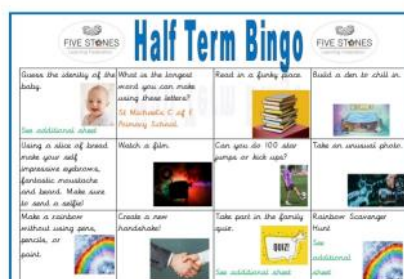 FIVE STONES
Half Term Bingo
FIVE STONES
Guess the identity of the
baby.
See additional sheet
What is the longest
word you can make
using these letters?
St Michaels C of E
Primary School
Read in a funky place.
Build a den to chill in.
Using a slice of bread
make your self
impressive eyebrows,
fantastic moustache
and beard. Make sure
to send a selfie!
Watch a film.
Can you do 100 star
jumps or kick ups?
Take an unusual photo.
Make a rainbow
without using pens,
pencils, or
paint.
Create a new
handshake!
Take part in the family
quiz.
QUIZ!
See additional sheet
Rainbow Scavenger
Hunt
See
additional
sheet